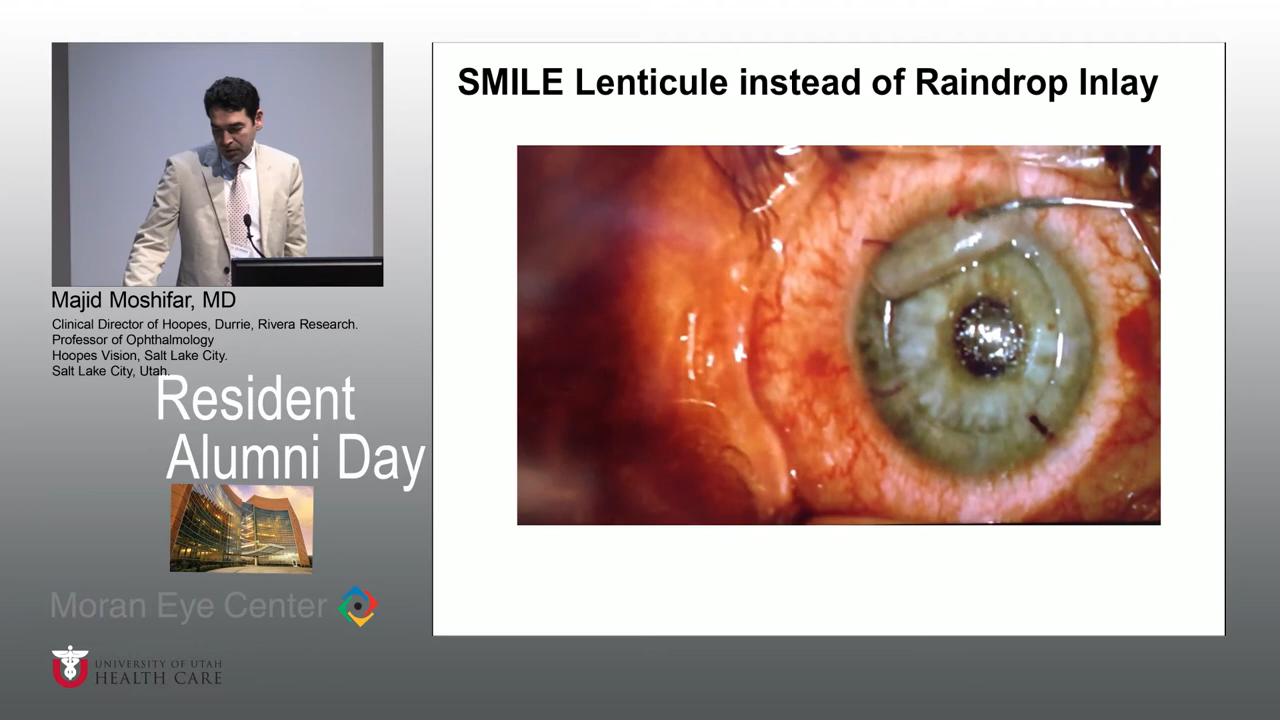 SMILE Lenticule instead of Raindrop Inlay
Majid Moshifar, MD
Clinical Director of Hoopes, Durrie, Rivera Research.
Professor of Ophthalmology
Hoopes Vision, Salt Lake City.
Salt Lake City, Utah.
Resident
Alumni Day
Moran Eye Center
UNIVERSITY OF UTAH
HEALTH CARE